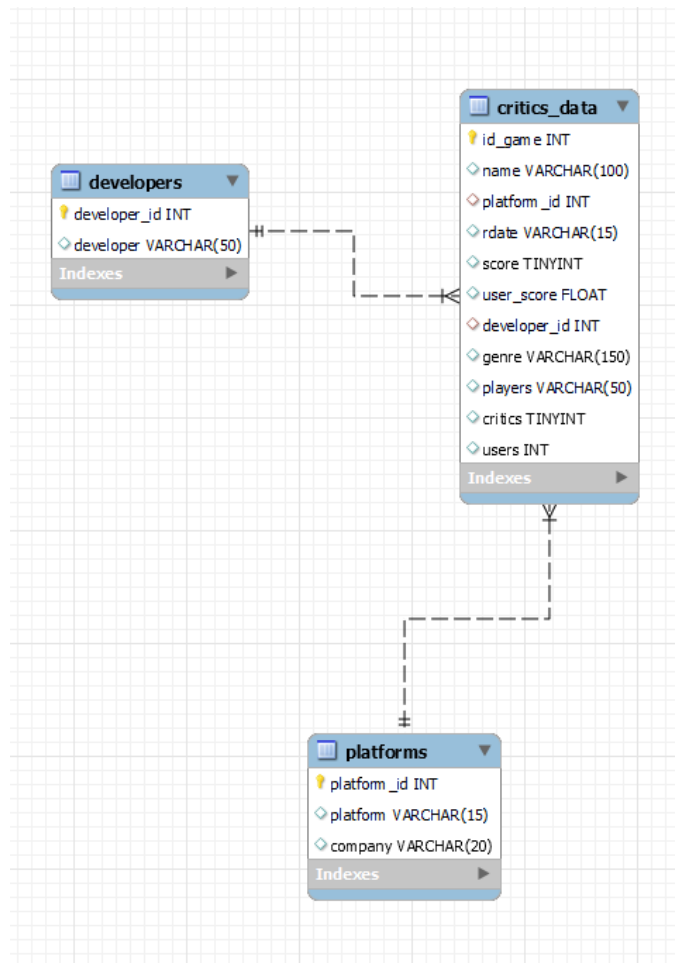 developers
developer_id INT
developer VARCHAR(50)
Indexes
critics_data
id_game INT
name VARCHAR(100)
platform_id INT
rdate VARCHAR(15)
score TINYINT
user_score FLOAT
developer_id INT
genre VARCHAR(150)
players VARCHAR(50)
critics TINYINT
users INT
Indexes
platforms
platform_id INT
platform VARCHAR(15)
company VARCHAR(20)
Indexes